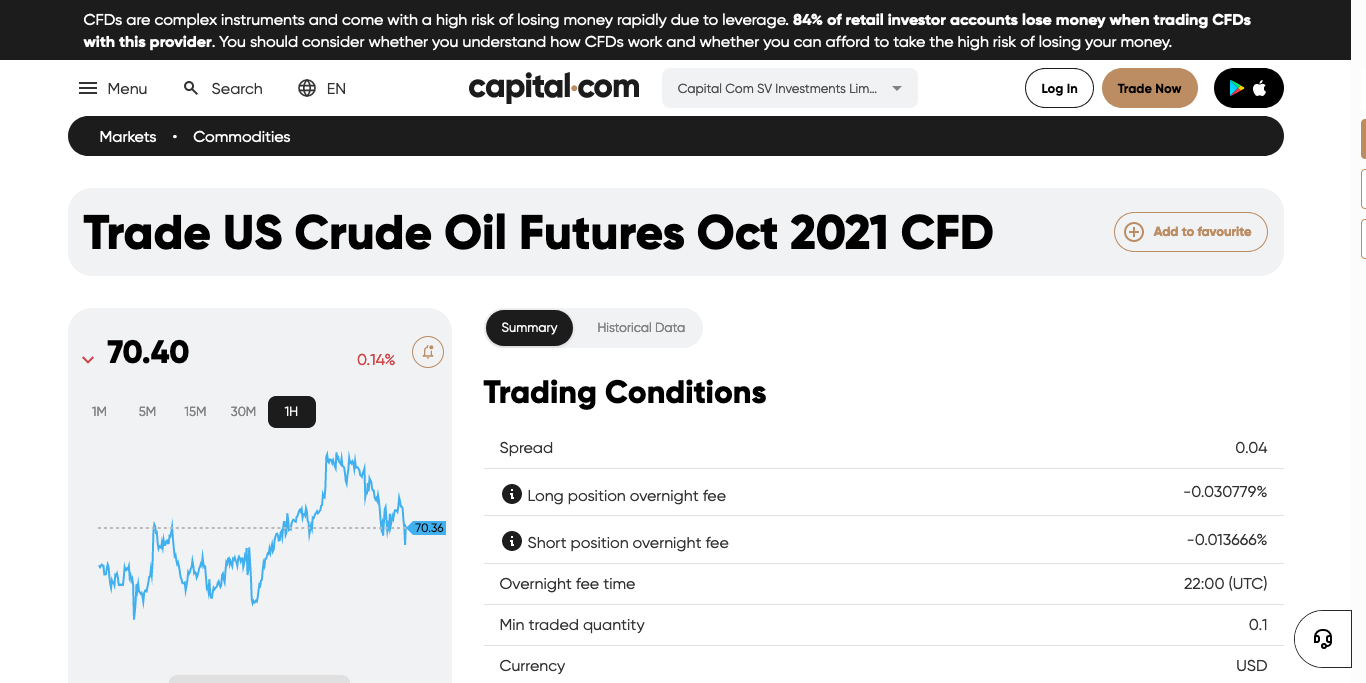 CFDs are complex instruments and come with a high risk of losing money rapidly due to leverage. 84% of retail investor accounts lose money when trading CFDs
with this provider. You should consider whether you understand how CFDs work and whether you can afford to take the high risk of losing your money.
Menu Search EN capital.com Capital Com SV Investments Lim... Log In Trade Now
Markets • Commodities
Trade US Crude Oil Futures Oct 2021 CFD Add to favourite
70.40 0.14%
1M 5M 15M 30M 1H
70.36
Summary Historical Data
Trading Conditions
Spread 0.04
Long position overnight fee -0.030779%
Short position overnight fee -0.013666%
Overnight fee time 22:00 (UTC)
Min traded quantity 0.1
Currency USD